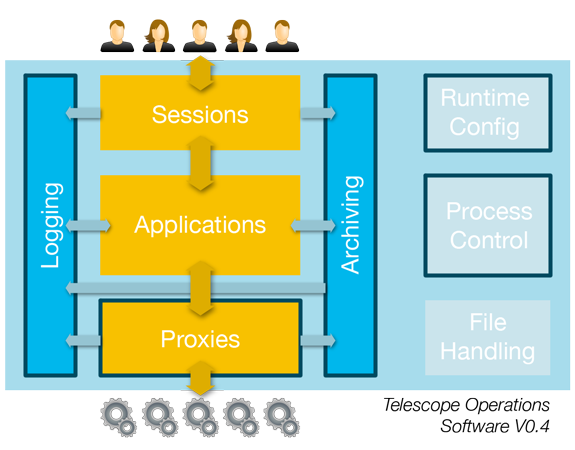 Sessions
Applications
Proxies
Logging
Archiving
Runtime
Config
Process
Control
File
Handling
Telescope Operations
Software V0.4